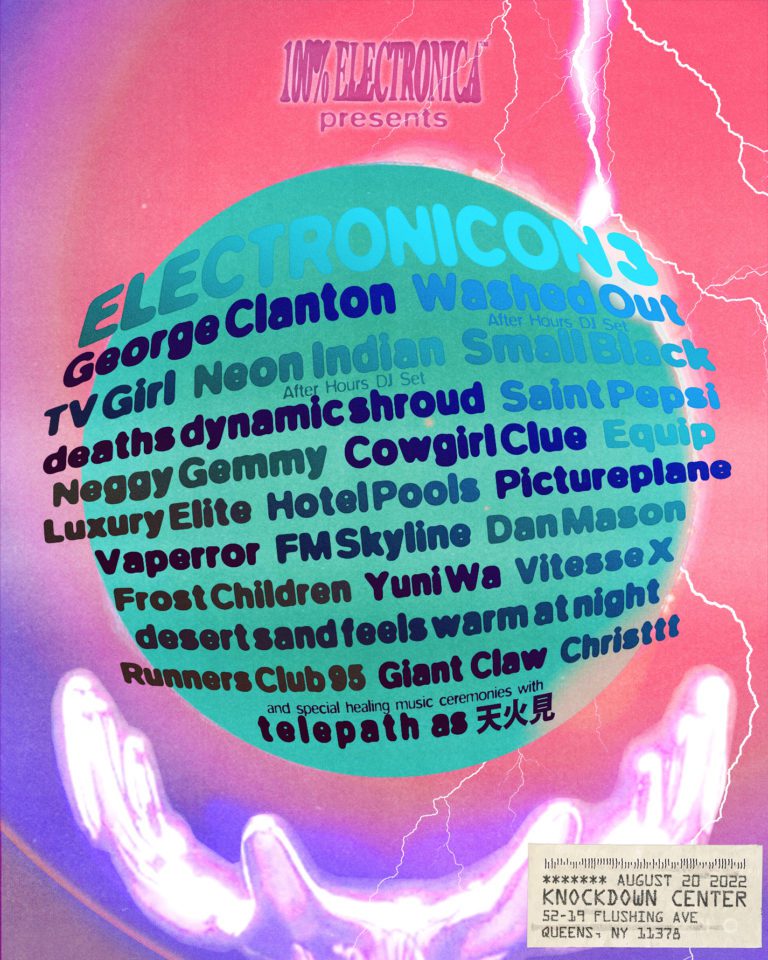 100% ELECTRONICA™
presents
ELECTRONICON 3
George Clanton Washed Out
After Hours DJ Set
TV Girl Neon Indian Small Black
After Hours DJ Set
deaths dynamic shroud Saint Pepsi
Neggy Gemmy Cowgirl Clue Equip
Luxury Elite Hotel Pools Pictureplane
Vaperror FM Skyline Dan Mason
Frost Children Yuni Wa Vitesse X
desert sand feels warm at night
Runners Club 95 Giant Claw Christtt
and special healing music ceremonies with
telepath as 天火見
******* AUGUST 20 2022
KNOCKDOWN CENTER
52-19 FLUSHING AVE
QUEENS, NY 11378